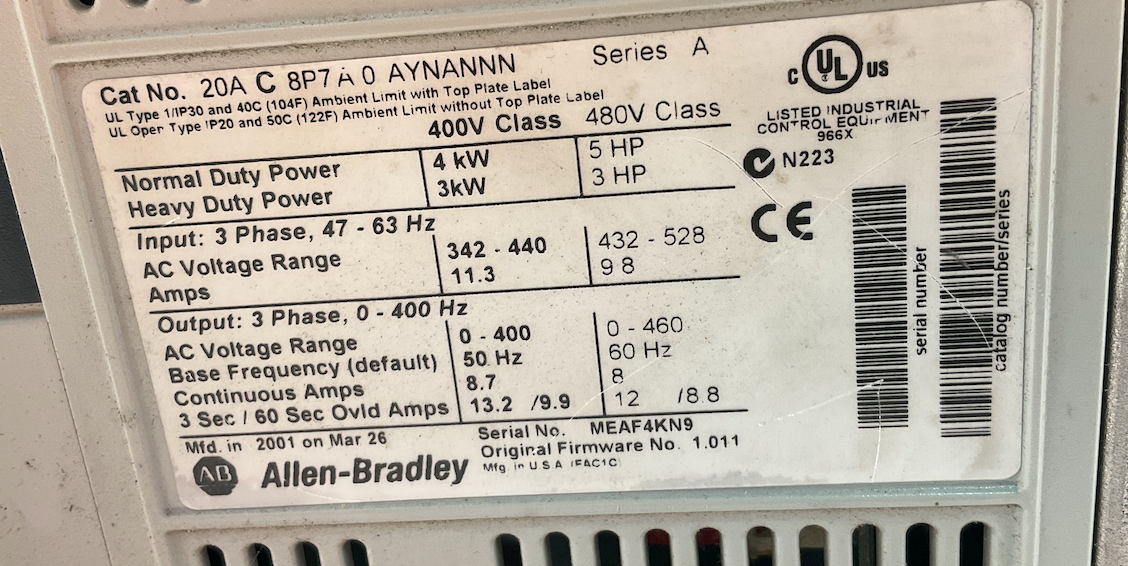 Cat No. 20A C 8P7 A 0 AYNANNN Series A
UL Type 1/IP30 and 40C (104F) Ambient Limit with Top Plate Label
UL Open Type IP20 and 50C (122F) Ambient Limit without Top Plate Label
400V Class 480V Class
Normal Duty Power 4 kW 5 HP
Heavy Duty Power 3kW 3 HP
Input: 3 Phase, 47 - 63 Hz
AC Voltage Range 342 - 440 432 - 528
Amps 11.3 9 8
Output: 3 Phase, 0 - 400 Hz
AC Voltage Range 0 - 400 0 - 460
Base Frequency (default) 50 Hz 60 Hz
Continuous Amps 8.7 8
3 Sec / 60 Sec Ovld Amps 13.2 /9.9 12 /8.8
Mfd. in 2001 on Mar 26 Serial No. MEAF4KN9
Original Firmware No. 1.011
AB Allen-Bradley Mfg. in U S A (FAC1C)
C UL US
LISTED INDUSTRIAL
CONTROL EQUIPMENT
966X
N223
CE
serial number
catalog number/series